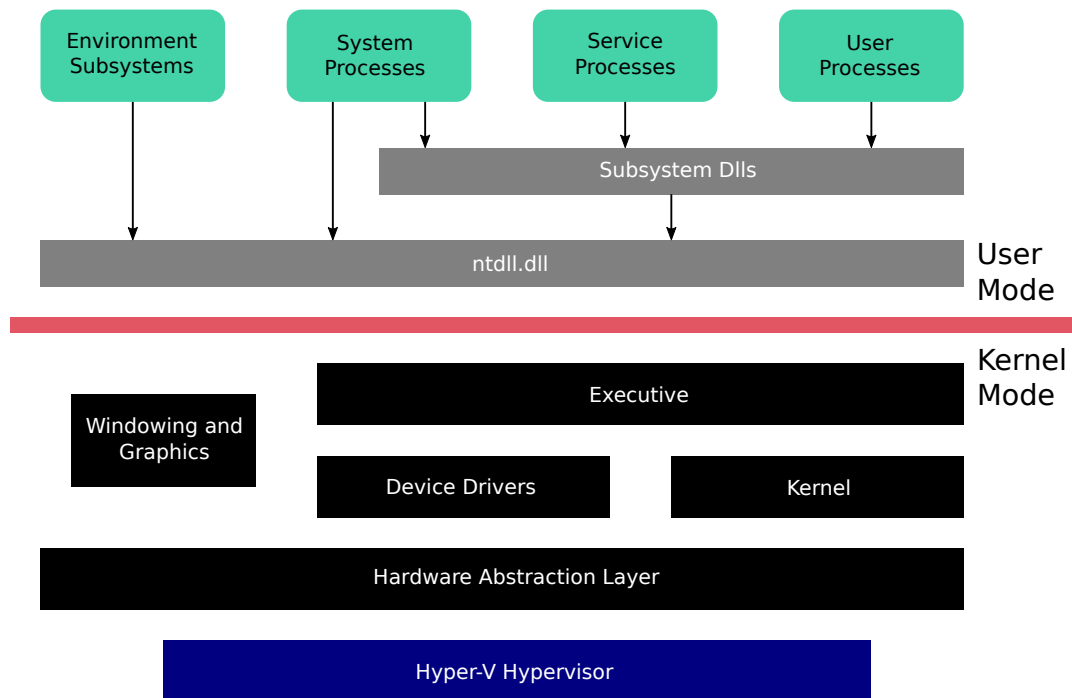 Environment
Subsystems
System
Processes
Service
Processes
User
Processes
Subsystem Dlls
ntdll.dll
User
Mode
Kernel
Mode
Executive
Windowing and
Graphics
Device Drivers
Kernel
Hardware Abstraction Layer
Hyper-V Hypervisor